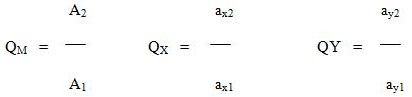 A2 ax2 ay2
QM = — QX = — QY = —
A1 ax1 ay1